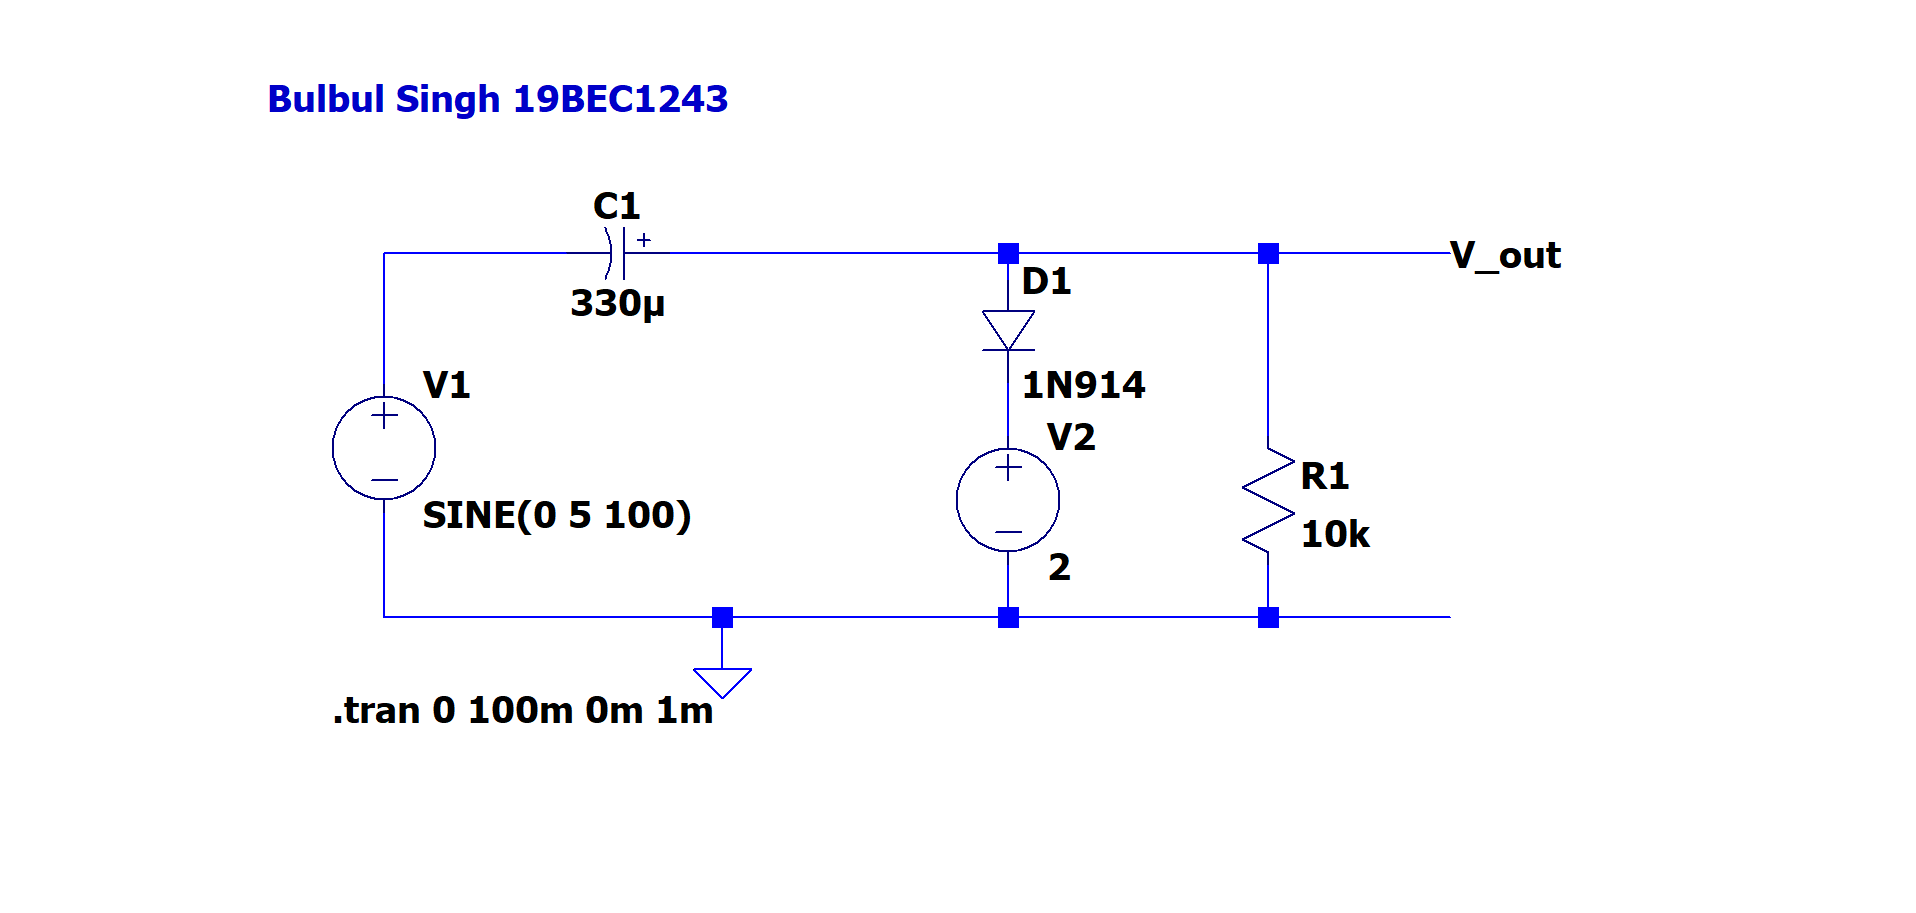 Bulbul Singh 19BEC1243
C1
330µ
V_out
D1
1N914
V1
SINE(0 5 100)
V2
2
R1
10k
.tran 0 100m 0m 1m